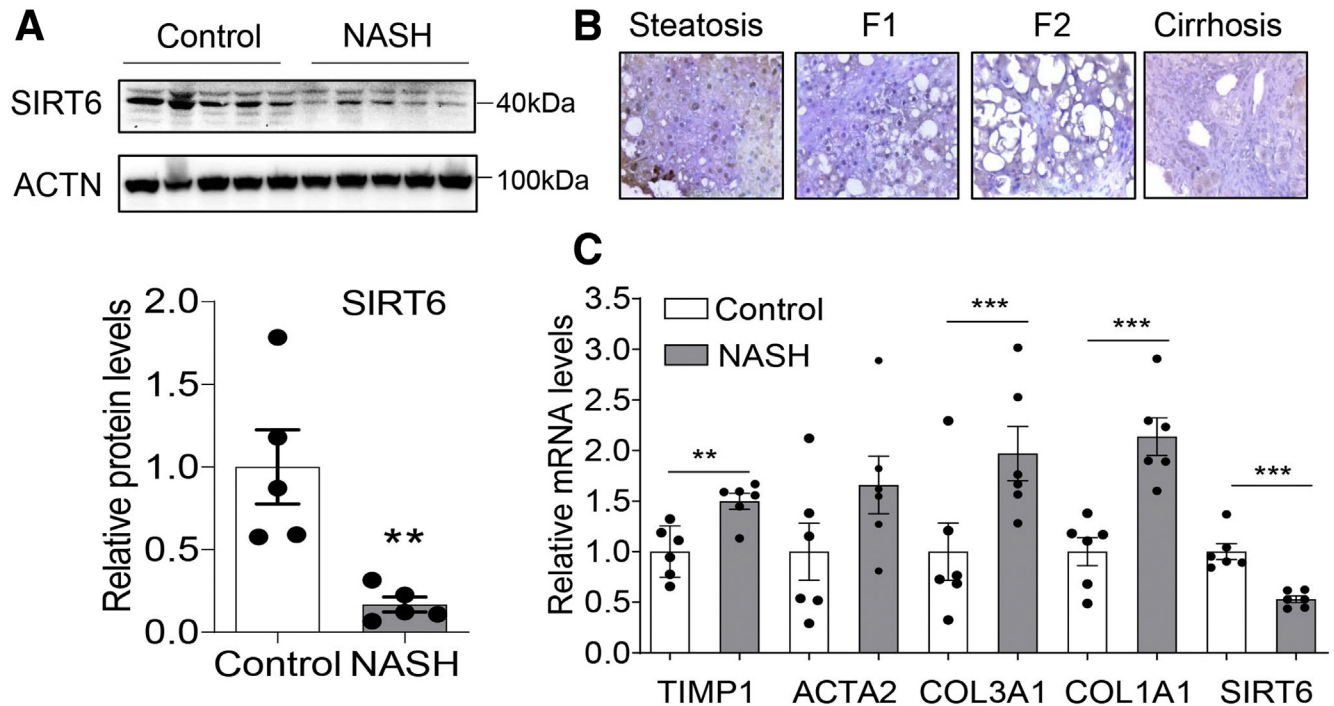 A
Control NASH
SIRT6
40kDa
ACTN
100kDa
SIRT6
Relative protein levels
2.0
1.5
1.0
0.5
0.0
**
Control NASH
B
Steatosis F1 F2 Cirrhosis
C
Control
NASH
Relative mRNA levels
3.5
3.0
2.5
2.0
1.5
1.0
0.5
0.0
**
***
***
***
TIMP1 ACTA2 COL3A1 COL1A1 SIRT6